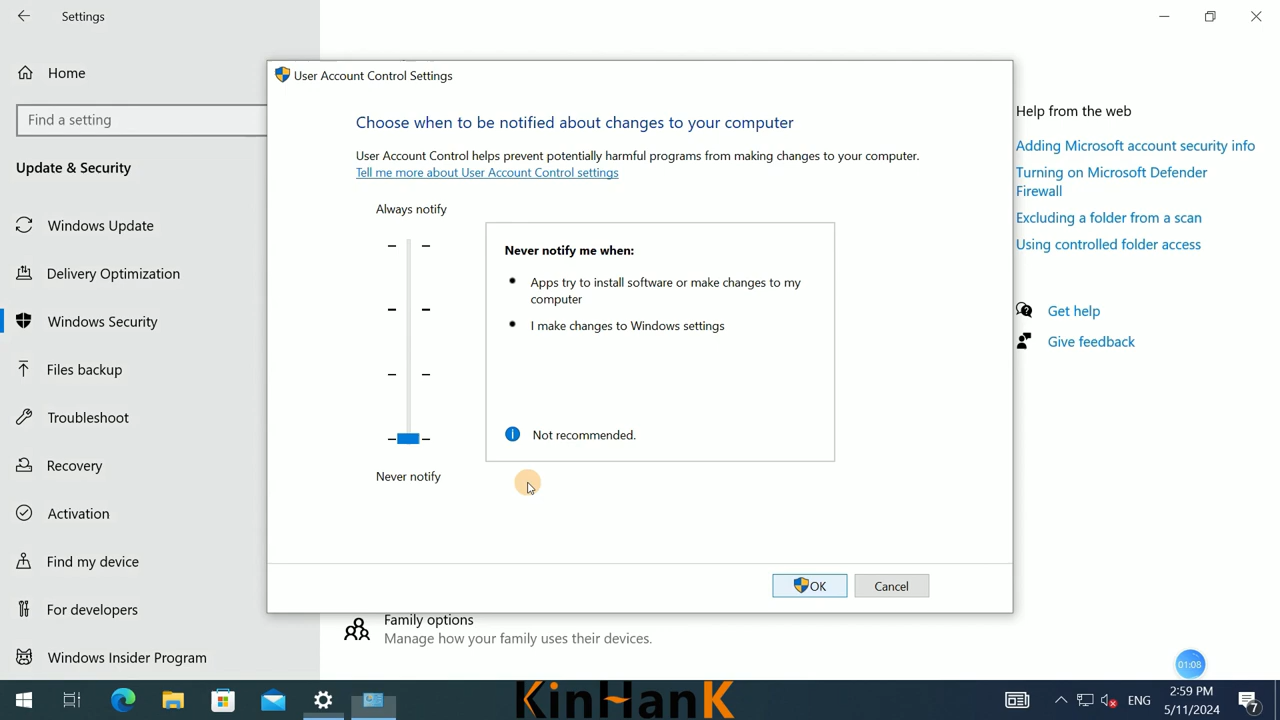 Settings
Home
Find a setting
Update & Security
Windows Update
Delivery Optimization
Windows Security
Files backup
Troubleshoot
Recovery
Activation
Find my device
For developers
Windows Insider Program
User Account Control Settings
Choose when to be notified about changes to your computer
User Account Control helps prevent potentially harmful programs from making changes to your computer.
Tell me more about User Account Control settings
Always notify
Never notify me when:
Apps try to install software or make changes to my
computer
I make changes to Windows settings
Not recommended.
Never notify
OK
Cancel
Family options
Manage how your family uses their devices.
Help from the web
Adding Microsoft account security info
Turning on Microsoft Defender
Firewall
Excluding a folder from a scan
Using controlled folder access
Get help
Give feedback
01:08
KinHanK
ENG
2:59 PM
5/11/2024
7